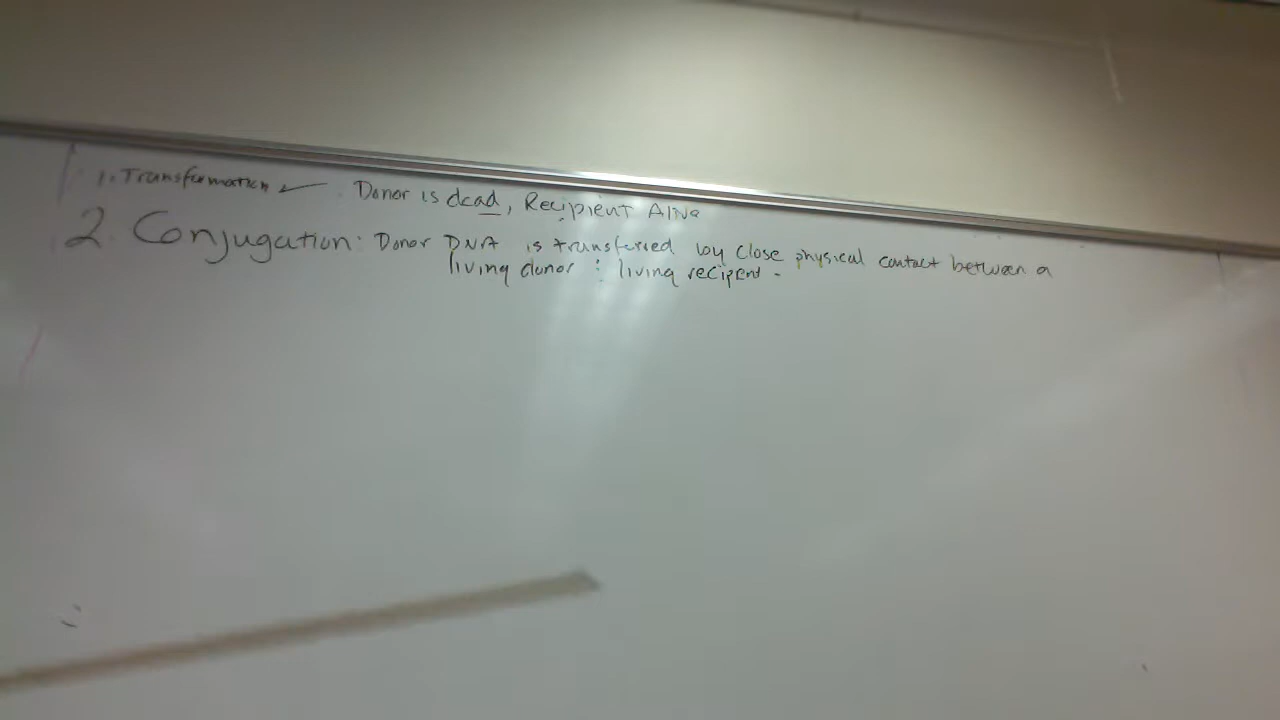 1. Transformation ✓ Donor is dead, Recipient Alive
2. Conjugation: Donor DNA is transferred by close physical contact between a
living donor : living recipent.